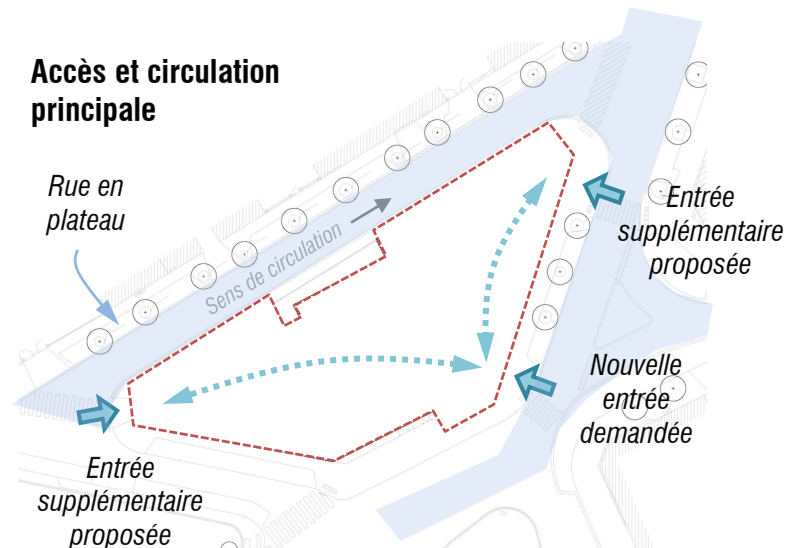 Accès et circulation
principale
Rue en
plateau
Sens de circulation
Entrée
supplémentaire
proposée
Nouvelle
entrée
demandée
Entrée
supplémentaire
proposée